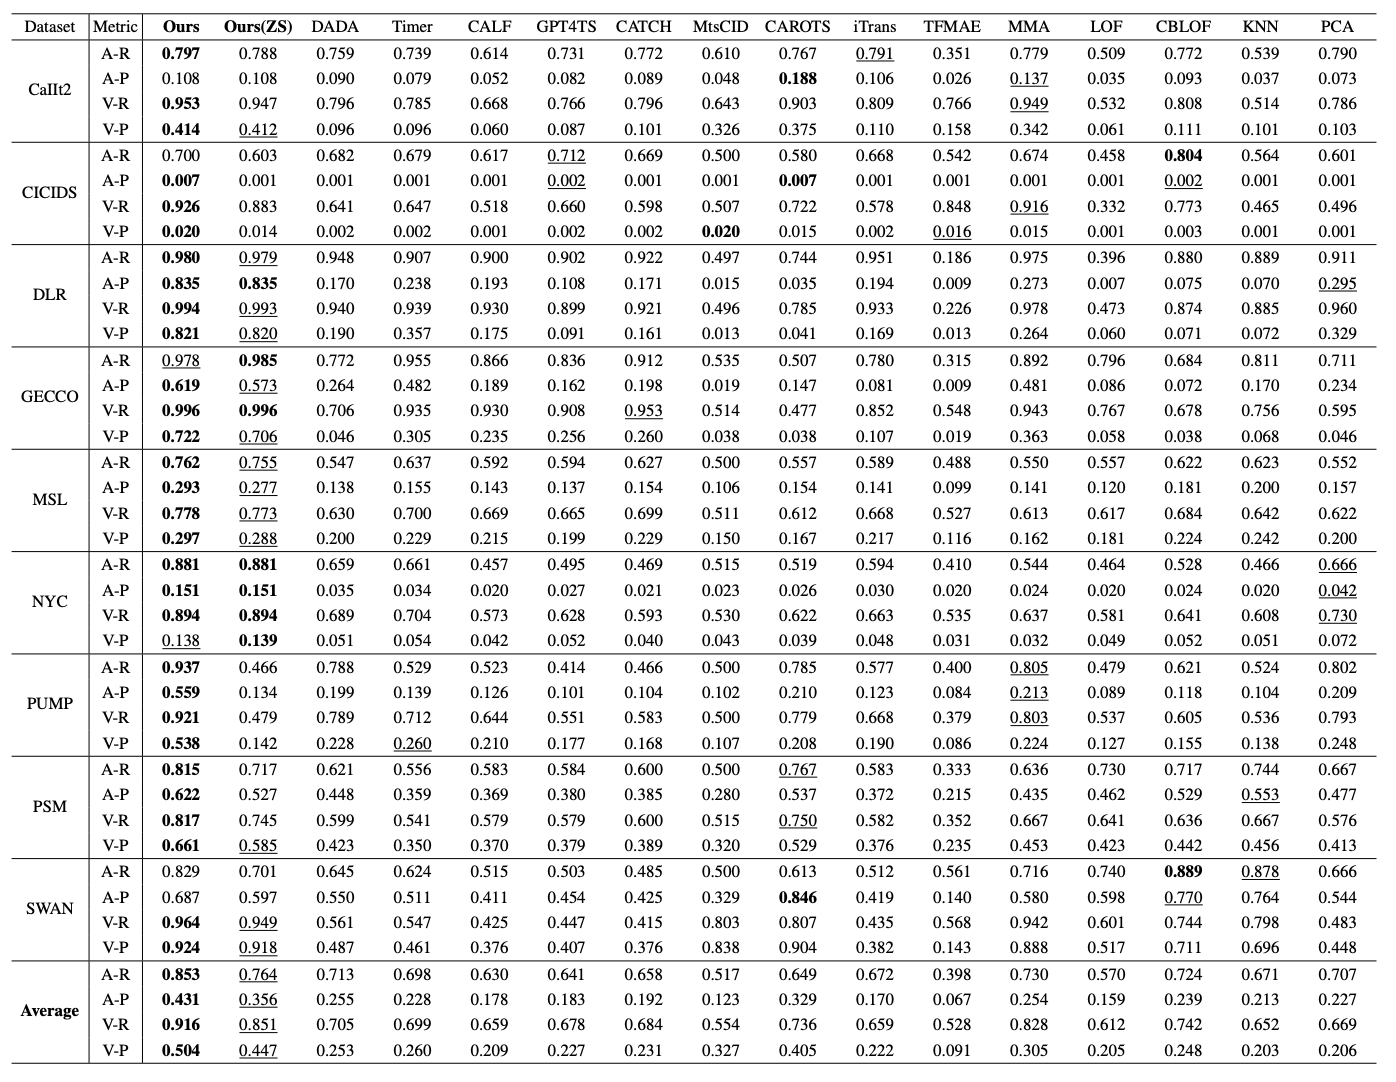 Dataset Metric Ours Ours(ZS) DADA Timer CALF GPT4TS CATCH MtsCID CAROTS iTrans TFMAE MMA LOF CBLOF KNN PCA
A-R 0.797 0.788 0.759 0.739 0.614 0.731 0.772 0.610 0.767 0.791 0.351 0.779 0.509 0.772 0.539 0.790
CalIt2 A-P 0.108 0.108 0.090 0.079 0.052 0.082 0.089 0.048 0.188 0.106 0.026 0.137 0.035 0.093 0.037 0.073
V-R 0.953 0.947 0.796 0.785 0.668 0.766 0.796 0.643 0.903 0.809 0.766 0.949 0.532 0.808 0.514 0.786
V-P 0.414 0.412 0.096 0.096 0.060 0.087 0.101 0.326 0.375 0.110 0.158 0.342 0.061 0.111 0.101 0.103
A-R 0.700 0.603 0.682 0.679 0.617 0.712 0.669 0.500 0.580 0.668 0.542 0.674 0.458 0.804 0.564 0.601
CICIDS A-P 0.007 0.001 0.001 0.001 0.001 0.002 0.001 0.001 0.007 0.001 0.001 0.001 0.001 0.002 0.001 0.001
V-R 0.926 0.883 0.641 0.647 0.518 0.660 0.598 0.507 0.722 0.578 0.848 0.916 0.332 0.773 0.465 0.496
V-P 0.020 0.014 0.002 0.002 0.001 0.002 0.002 0.020 0.015 0.002 0.016 0.015 0.001 0.003 0.001 0.001
A-R 0.980 0.979 0.948 0.907 0.900 0.902 0.922 0.497 0.744 0.951 0.186 0.975 0.396 0.880 0.889 0.911
DLR A-P 0.835 0.835 0.170 0.238 0.193 0.108 0.171 0.015 0.035 0.194 0.009 0.273 0.007 0.075 0.070 0.295
V-R 0.994 0.993 0.940 0.939 0.930 0.899 0.921 0.496 0.785 0.933 0.226 0.978 0.473 0.874 0.885 0.960
V-P 0.821 0.820 0.190 0.357 0.175 0.091 0.161 0.013 0.041 0.169 0.013 0.264 0.060 0.071 0.072 0.329
A-R 0.978 0.985 0.772 0.955 0.866 0.836 0.912 0.535 0.507 0.780 0.315 0.892 0.796 0.684 0.811 0.711
GECCO A-P 0.619 0.573 0.264 0.482 0.189 0.162 0.198 0.019 0.147 0.081 0.009 0.481 0.086 0.072 0.170 0.234
V-R 0.996 0.996 0.706 0.935 0.930 0.908 0.953 0.514 0.477 0.852 0.548 0.943 0.767 0.678 0.756 0.595
V-P 0.722 0.706 0.046 0.305 0.235 0.256 0.260 0.038 0.038 0.107 0.019 0.363 0.058 0.038 0.068 0.046
A-R 0.762 0.755 0.547 0.637 0.592 0.594 0.627 0.500 0.557 0.589 0.488 0.550 0.557 0.622 0.623 0.552
MSL A-P 0.293 0.277 0.138 0.155 0.143 0.137 0.154 0.106 0.154 0.141 0.099 0.141 0.120 0.181 0.200 0.157
V-R 0.778 0.773 0.630 0.700 0.669 0.665 0.699 0.511 0.612 0.668 0.527 0.613 0.617 0.684 0.642 0.622
V-P 0.297 0.288 0.200 0.229 0.215 0.199 0.229 0.150 0.167 0.217 0.116 0.162 0.181 0.224 0.242 0.200
A-R 0.881 0.881 0.659 0.661 0.457 0.495 0.469 0.515 0.519 0.594 0.410 0.544 0.464 0.528 0.466 0.666
NYC A-P 0.151 0.151 0.035 0.034 0.020 0.027 0.021 0.023 0.026 0.030 0.020 0.024 0.020 0.024 0.020 0.042
V-R 0.894 0.894 0.689 0.704 0.573 0.628 0.593 0.530 0.622 0.663 0.535 0.637 0.581 0.641 0.608 0.730
V-P 0.138 0.139 0.051 0.054 0.042 0.052 0.040 0.043 0.039 0.048 0.031 0.032 0.049 0.052 0.051 0.072
A-R 0.937 0.466 0.788 0.529 0.523 0.414 0.466 0.500 0.785 0.577 0.400 0.805 0.479 0.621 0.524 0.802
PUMP A-P 0.559 0.134 0.199 0.139 0.126 0.101 0.104 0.102 0.210 0.123 0.084 0.213 0.089 0.118 0.104 0.209
V-R 0.921 0.479 0.789 0.712 0.644 0.551 0.583 0.500 0.779 0.668 0.379 0.803 0.537 0.605 0.536 0.793
V-P 0.538 0.142 0.228 0.260 0.210 0.177 0.168 0.107 0.208 0.190 0.086 0.224 0.127 0.155 0.138 0.248
A-R 0.815 0.717 0.621 0.556 0.583 0.584 0.600 0.500 0.767 0.583 0.333 0.636 0.730 0.717 0.744 0.667
PSM A-P 0.622 0.527 0.448 0.359 0.369 0.380 0.385 0.280 0.537 0.372 0.215 0.435 0.462 0.529 0.553 0.477
V-R 0.817 0.745 0.599 0.541 0.579 0.579 0.600 0.515 0.750 0.582 0.352 0.667 0.641 0.636 0.667 0.576
V-P 0.661 0.585 0.423 0.350 0.370 0.379 0.389 0.320 0.529 0.376 0.235 0.453 0.423 0.442 0.456 0.413
A-R 0.829 0.701 0.645 0.624 0.515 0.503 0.485 0.500 0.613 0.512 0.561 0.716 0.740 0.889 0.878 0.666
SWAN A-P 0.687 0.597 0.550 0.511 0.411 0.454 0.425 0.329 0.846 0.419 0.140 0.580 0.598 0.770 0.764 0.544
V-R 0.964 0.949 0.561 0.547 0.425 0.447 0.415 0.803 0.807 0.435 0.568 0.942 0.601 0.744 0.798 0.483
V-P 0.924 0.918 0.487 0.461 0.376 0.407 0.376 0.838 0.904 0.382 0.143 0.888 0.517 0.711 0.696 0.448
A-R 0.853 0.764 0.713 0.698 0.630 0.641 0.658 0.517 0.649 0.672 0.398 0.730 0.570 0.724 0.671 0.707
Average A-P 0.431 0.356 0.255 0.228 0.178 0.183 0.192 0.123 0.329 0.170 0.067 0.254 0.159 0.239 0.213 0.227
V-R 0.916 0.851 0.705 0.699 0.659 0.678 0.684 0.554 0.736 0.659 0.528 0.828 0.612 0.742 0.652 0.669
V-P 0.504 0.447 0.253 0.260 0.209 0.227 0.231 0.327 0.405 0.222 0.091 0.305 0.205 0.248 0.203 0.206